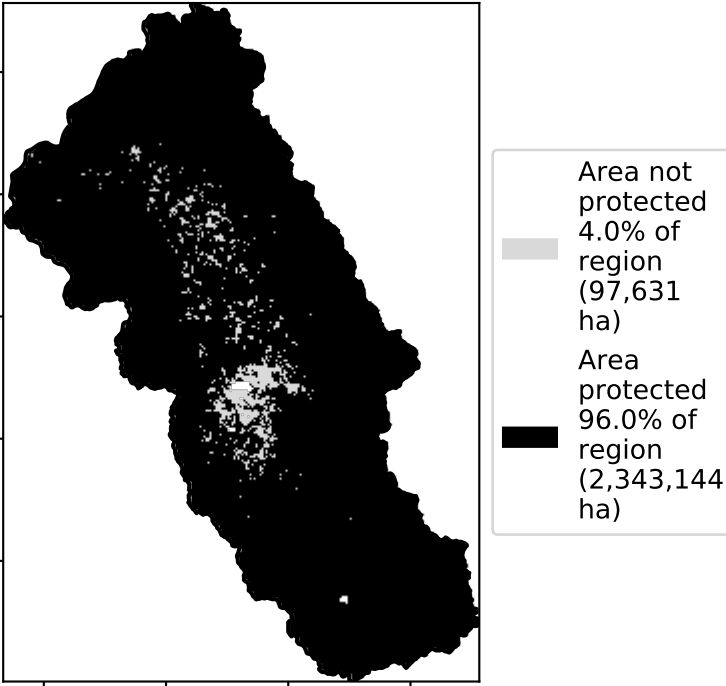 Area not
protected
4.0% of
region
(97,631
ha)
Area
protected
96.0% of
region
(2,343,144
ha)